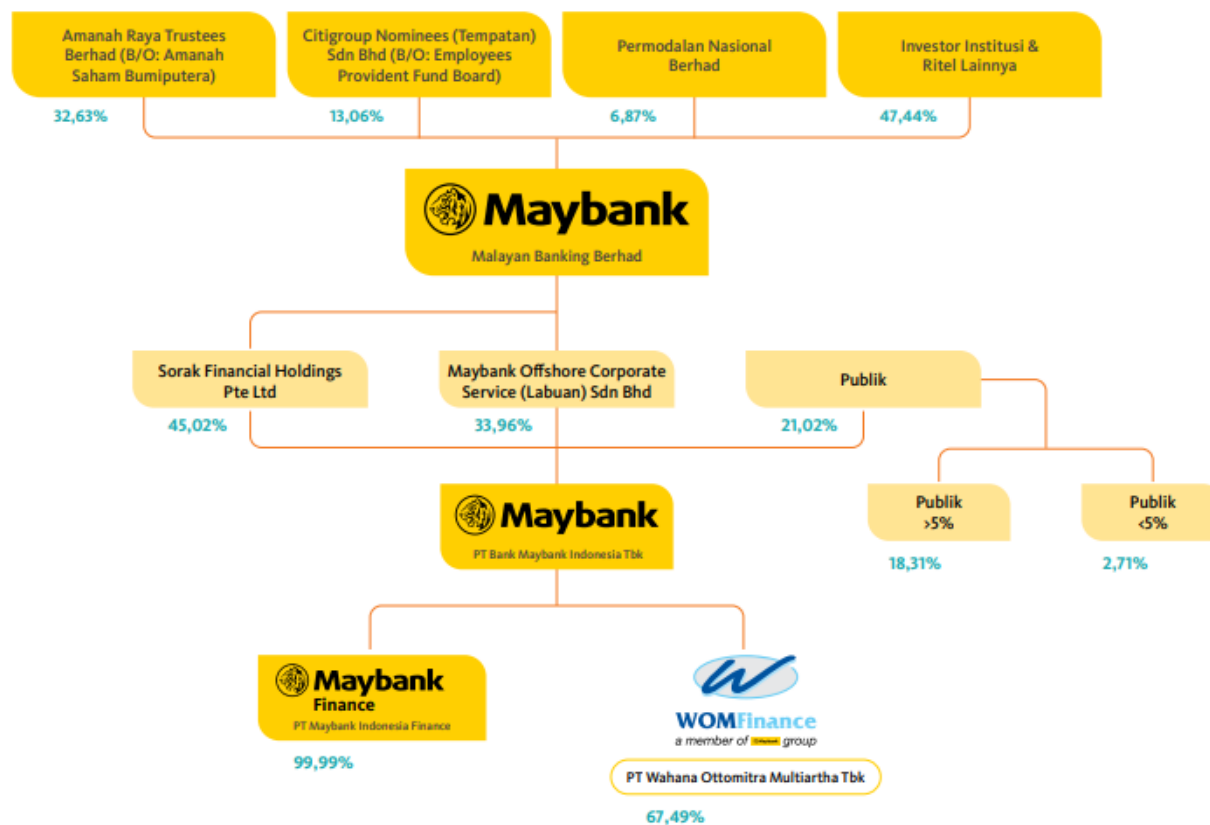 Amanah Raya Trustees
Berhad (B/O: Amanah
Saham Bumiputera)
32,63%
Citigroup Nominees (Tempatan)
Sdn Bhd (B/O: Employees
Provident Fund Board)
13,06%
Permodalan Nasional
Berhad
6,87%
Investor Institusi &
Ritel Lainnya
47,44%
Maybank
Malayan Banking Berhad
Sorak Financial Holdings
Pte Ltd
45,02%
Maybank Offshore Corporate
Service (Labuan) Sdn Bhd
33,96%
Publik
21,02%
Maybank
PT Bank Maybank Indonesia Tbk
Publik
>5%
18,31%
Publik
<5%
2,71%
Maybank
Finance
PT Maybank Indonesia Finance
99,99%
WOMFinance
a member of Maybank group
PT Wahana Ottomitra Multiartha Tbk
67,49%